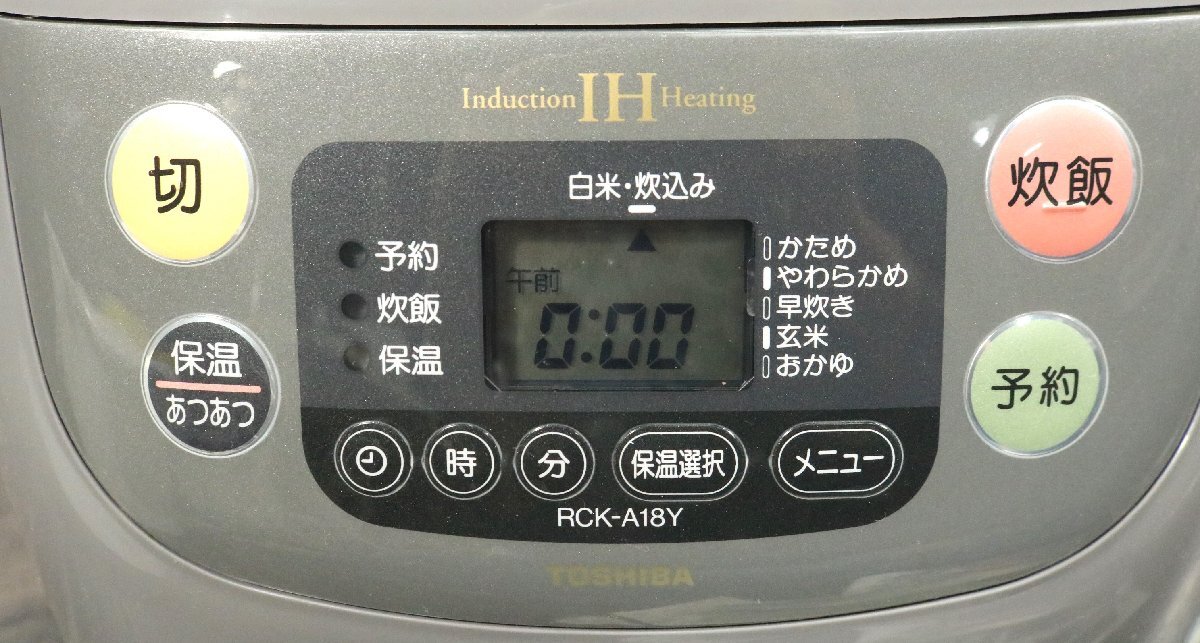 Induction IH Heating
切
炊飯
白米・炊込み
予約
炊飯
保温
午前
0:00
かため
やわらかめ
早炊き
玄米
おかゆ
保温
あつあつ
予約
時
分
保温選択
メニュー
RCK-A18Y
TOSHIBA